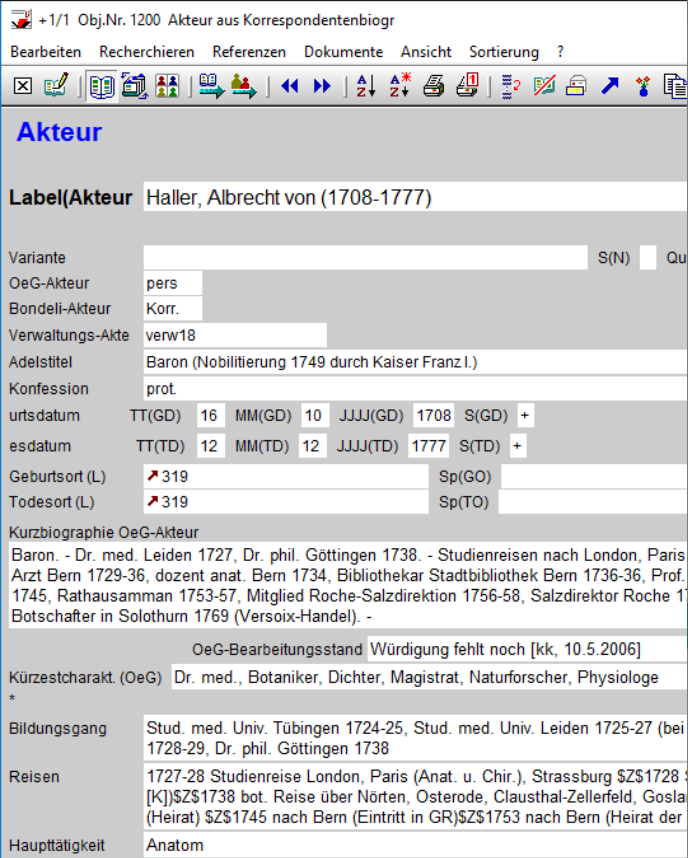 +1/1 Obj.Nr. 1200 Akteur aus Korrespondentenbiogr
Bearbeiten Recherchieren Referenzen Dokumente Ansicht Sortierung ?
Akteur
Label(Akteur Haller, Albrecht von (1708-1777)
Variante S(N) Qu
OeG-Akteur pers
Bondeli-Akteur Korr.
Verwaltungs-Akte verw18
Adelstitel Baron (Nobilitierung 1749 durch Kaiser Franz I.)
Konfession prot.
urtsdatum TT(GD) 16 MM(GD) 10 JJJJ(GD) 1708 S(GD) +
esdatum TT(TD) 12 MM(TD) 12 JJJJ(TD) 1777 S(TD) +
Geburtsort (L) 319 Sp(GO)
Todesort (L) 319 Sp(TO)
Kurzbiographie OeG-Akteur
Baron. - Dr. med. Leiden 1727, Dr. phil. Göttingen 1738. - Studienreisen nach London, Paris
Arzt Bern 1729-36, dozent anat. Bern 1734, Bibliothekar Stadtbibliothek Bern 1736-36, Prof.
1745, Rathausamman 1753-57, Mitglied Roche-Salzdirektion 1756-58, Salzdirektor Roche 17
Botschafter in Solothurn 1769 (Versoix-Handel). -
OeG-Bearbeitungsstand Würdigung fehlt noch [kk, 10.5.2006]
Kürzestcharakt. (OeG) Dr. med., Botaniker, Dichter, Magistrat, Naturforscher, Physiologe
*
Bildungsgang Stud. med. Univ. Tübingen 1724-25, Stud. med. Univ. Leiden 1725-27 (bei
1728-29, Dr. phil. Göttingen 1738
Reisen 1727-28 Studienreise London, Paris (Anat. u. Chir.), Strassburg $Z$1728 $
[K])$Z$1738 bot. Reise über Nörten, Osterode, Clausthal-Zellerfeld, Goslar
(Heirat) $Z$1745 nach Bern (Eintritt in GR)$Z$1753 nach Bern (Heirat der
Haupttätigkeit Anatom